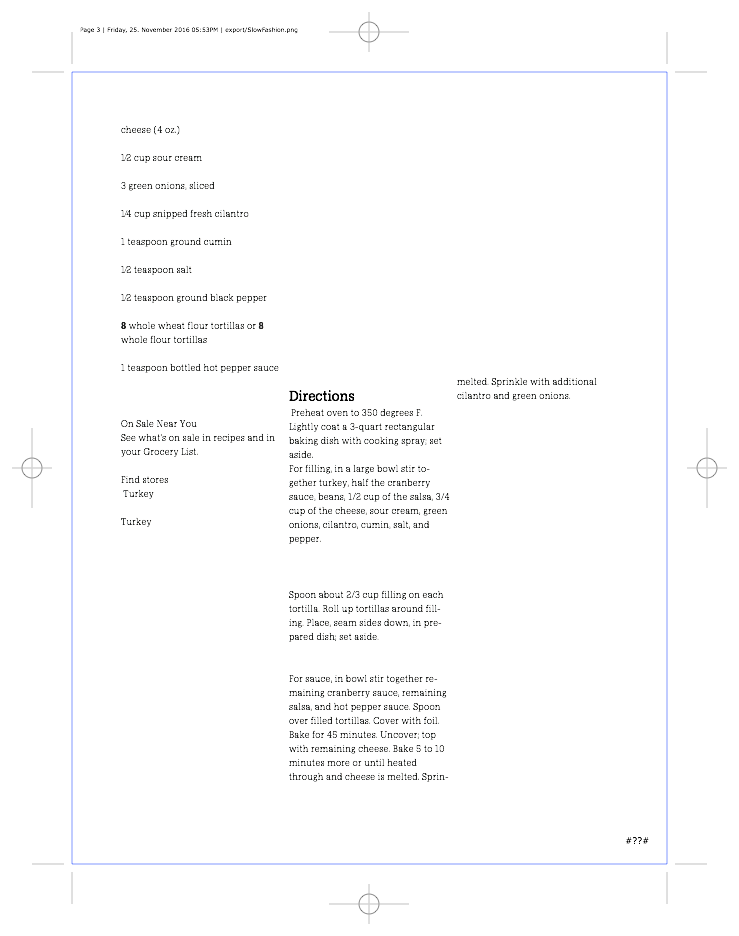 Page 3 | Friday, 25. November 2016 05:53PM | export/SlowFashion.png
cheese (4 oz.)
1⁄2 cup sour cream
3 green onions, sliced
1⁄4 cup snipped fresh cilantro
1 teaspoon ground cumin
1⁄2 teaspoon salt
1⁄2 teaspoon ground black pepper
8 whole wheat flour tortillas or 8
whole flour tortillas
1 teaspoon bottled hot pepper sauce
On Sale Near You
See what's on sale in recipes and in
your Grocery List.
Find stores
Turkey
Turkey
Directions
Preheat oven to 350 degrees F.
Lightly coat a 3-quart rectangular
baking dish with cooking spray; set
aside.
For filling, in a large bowl stir to-
gether turkey, half the cranberry
sauce, beans, 1/2 cup of the salsa, 3/4
cup of the cheese, sour cream, green
onions, cilantro, cumin, salt, and
pepper.
Spoon about 2/3 cup filling on each
tortilla. Roll up tortillas around fill-
ing. Place, seam sides down, in pre-
pared dish; set aside.
For sauce, in bowl stir together re-
maining cranberry sauce, remaining
salsa, and hot pepper sauce. Spoon
over filled tortillas. Cover with foil.
Bake for 45 minutes. Uncover; top
with remaining cheese. Bake 5 to 10
minutes more or until heated
through and cheese is melted. Sprin-
melted. Sprinkle with additional
cilantro and green onions.
#??#